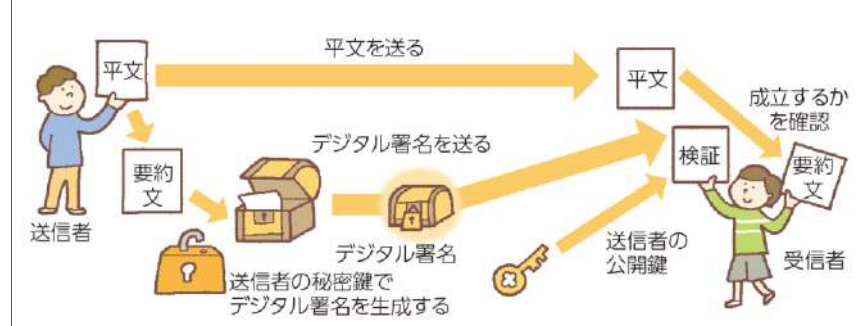 平文を送る
平文
平文
成立するか
を確認
デジタル署名を送る
要約
文
検証
要約
文
送信者
デジタル署名
送信者の
公開鍵
受信者
送信者の秘密鍵で
デジタル署名を生成する